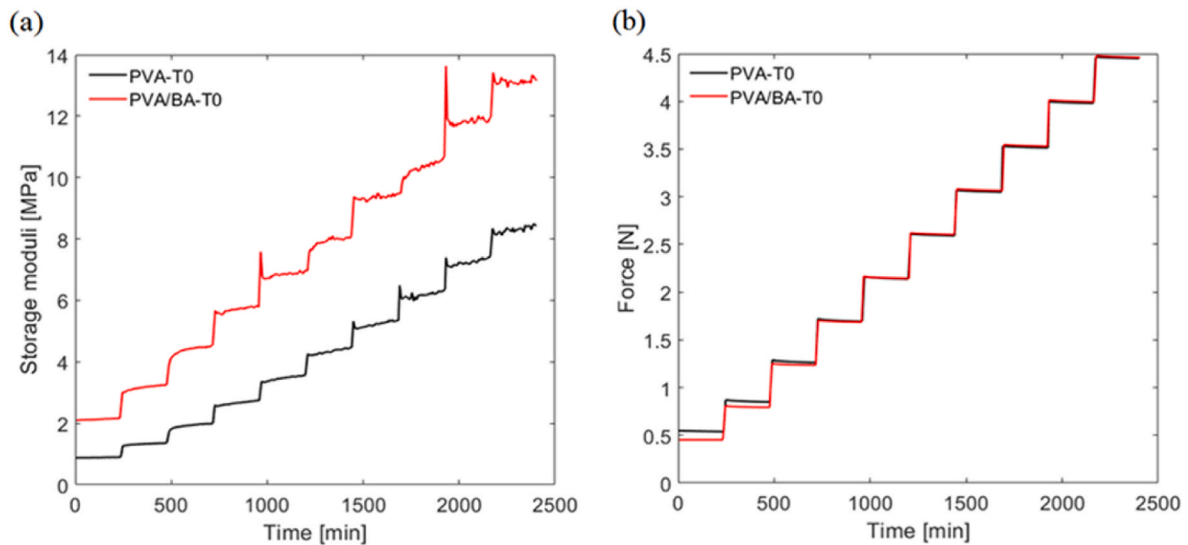 (a)
(b)
14
12
10
8
6
4
2
0
Storage moduli [MPa]
PVA-T0
PVA/BA-T0
0 500 1000 1500 2000 2500
Time [min]
4.5
4
3.5
3
2.5
2
1.5
1
0.5
0
Force [N]
PVA-T0
PVA/BA-T0
0 500 1000 1500 2000 2500
Time [min]